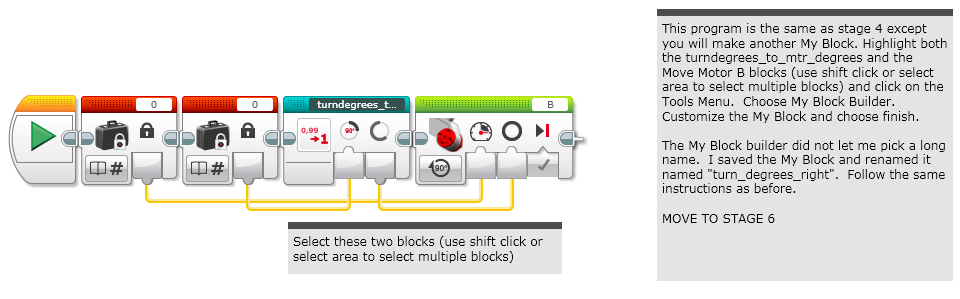 This program is the same as stage 4 except
you will make another My Block. Highlight both
the turndegrees_to_mtr_degrees and the
Move Motor B blocks (use shift click or select
area to select multiple blocks) and click on the
Tools Menu.  Choose My Block Builder.
Customize the My Block and choose finish.
The My Block builder did not let me pick a long
name.  I saved the My Block and renamed it
named "turn_degrees_right".  Follow the same
instructions as before.
MOVE TO STAGE 6
0
0
turndegrees_t...
B
0,99
1
90°
#
#
90°
Select these two blocks (use shift click or
select area to select multiple blocks)